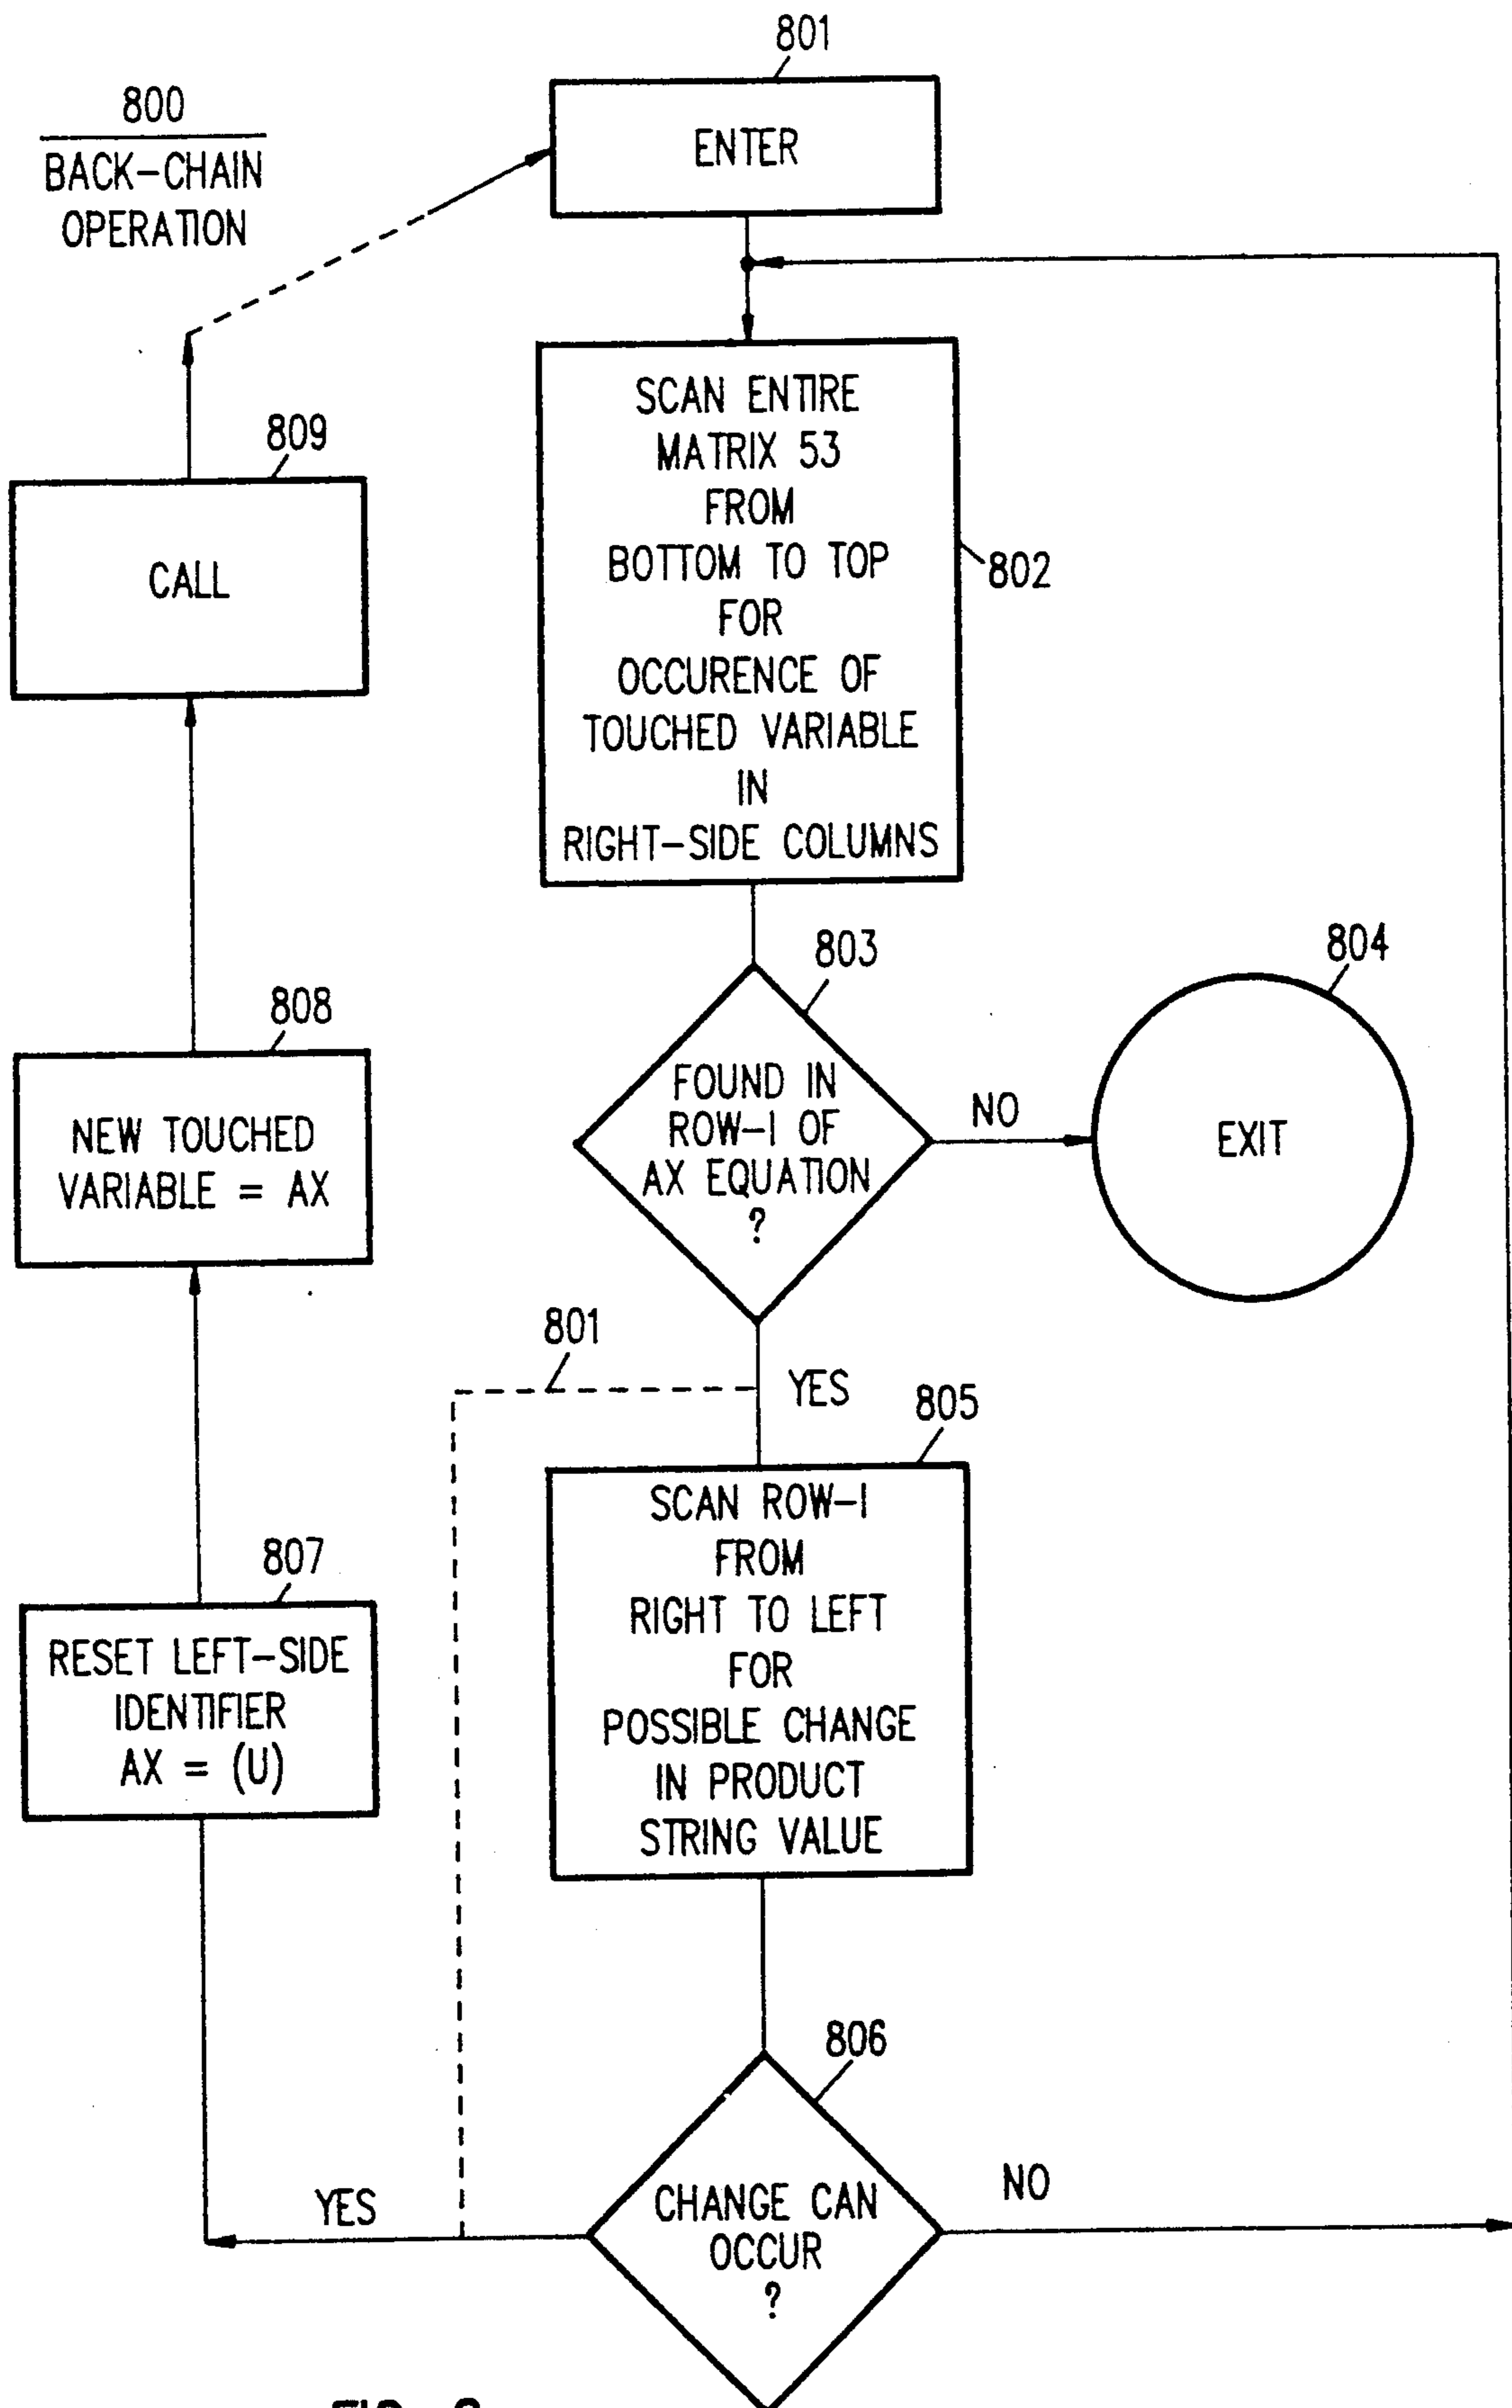 801
800
BACK-CHAIN
OPERATION
ENTER
SCAN ENTIRE
MATRIX 53
FROM
BOTTOM TO TOP
FOR
OCCURENCE OF
TOUCHED VARIABLE
IN
RIGHT-SIDE COLUMNS
802
809
CALL
803
804
FOUND IN
ROW-I OF
AX EQUATION
?
NO
EXIT
808
NEW TOUCHED
VARIABLE = AX
801
YES
805
SCAN ROW-I
FROM
RIGHT TO LEFT
FOR
POSSIBLE CHANGE
IN PRODUCT
STRING VALUE
807
RESET LEFT-SIDE
IDENTIFIER
AX = (U)
806
CHANGE CAN
OCCUR
?
YES
NO